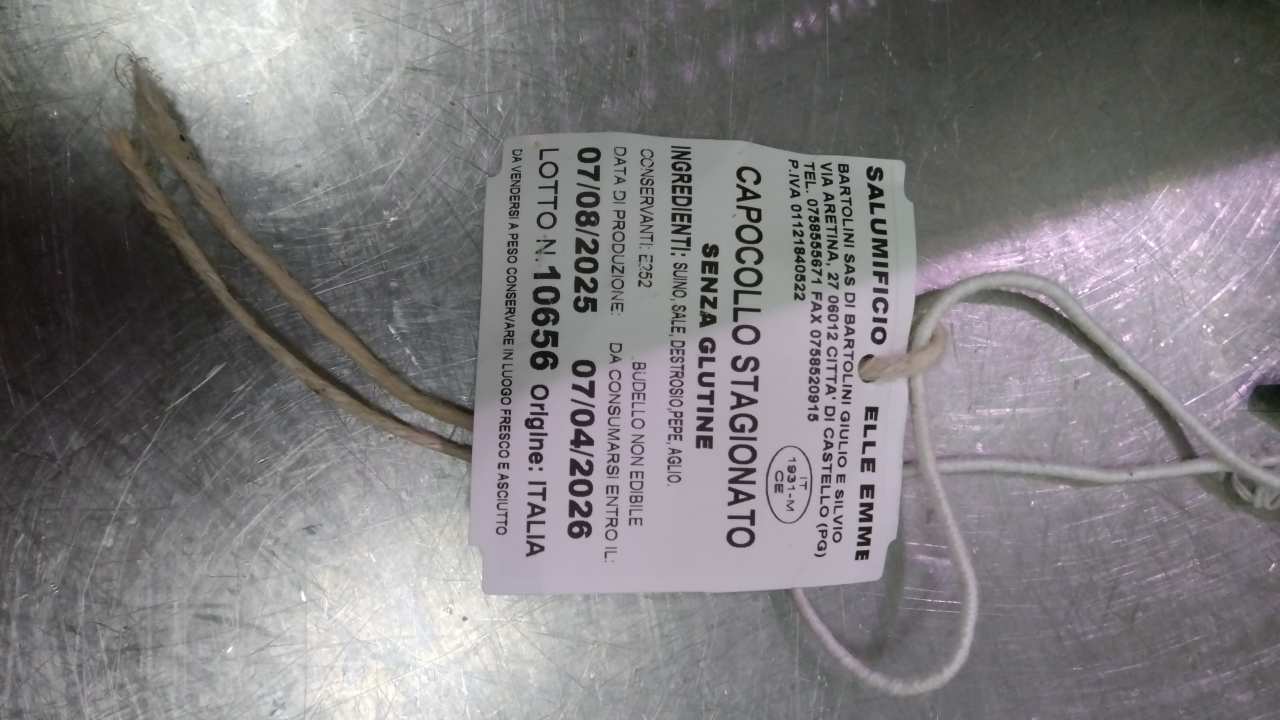 SALUMIFICIO ELLE EMME
BARTOLINI SAS DI BARTOLINI GIULIO E SILVIO
VIA ARETINA, 27 06012 CITTA' DI CASTELLO (PG)
TEL. 0758555671 FAX 0758520915
P.IVA 01121840522
IT
1931-M
CE
CAPOCOLLO STAGIONATO
SENZA GLUTINE
INGREDIENTI: SUINO, SALE, DESTROSIO,PEPE, AGLIO.
CONSERVANTI: E252 BUDELLO NON EDIBILE
DATA DI PRODUZIONE: DA CONSUMARSI ENTRO IL:
07/08/2025 07/04/2026
LOTTO N.10656 Origine: ITALIA
DA VENDERSI A PESO CONSERVARE IN LUOGO FRESCO E ASCIUTTO